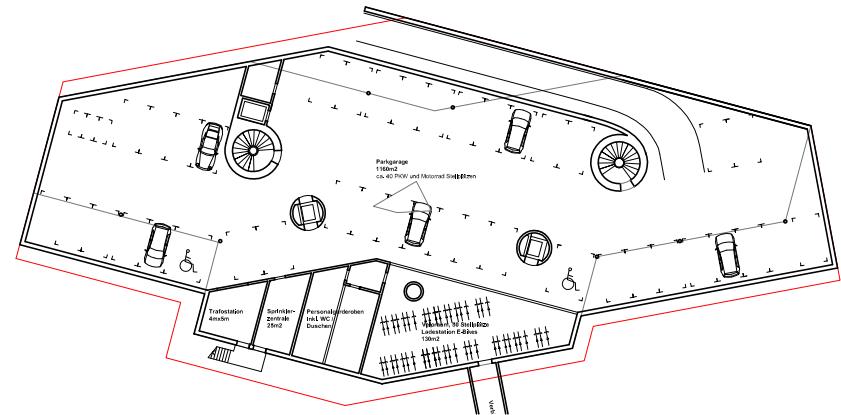 Parkgarage
1160m2
ca. 40 PKW und Motorrad Stellplätzen
Trafostation
4mx5m
Sprinkler-
zentrale
25m2
Personalgarderoben
Inkl. WC /
Duschen
Veloraum, 80 Stellplätze
Ladestation E-Bikes
130m2